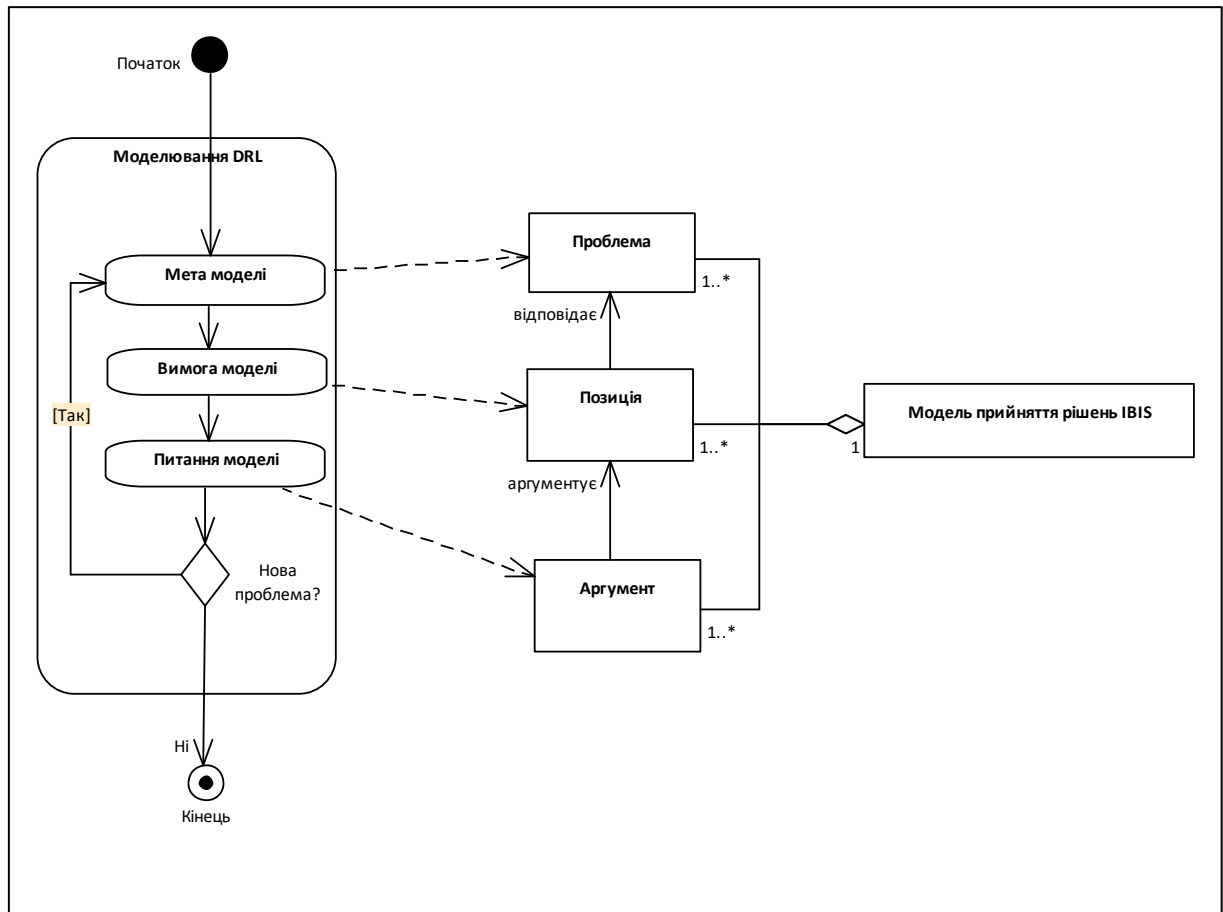 Початок
Моделювання DRL
Мета моделі
Вимога моделі
[Так]
Питання моделі
Нова
проблема?
Ні
Кінець
Проблема
1..*
відповідає
Позиція
1..*
аргументує
Аргумент
1..*
Модель прийняття рішень IBIS
1